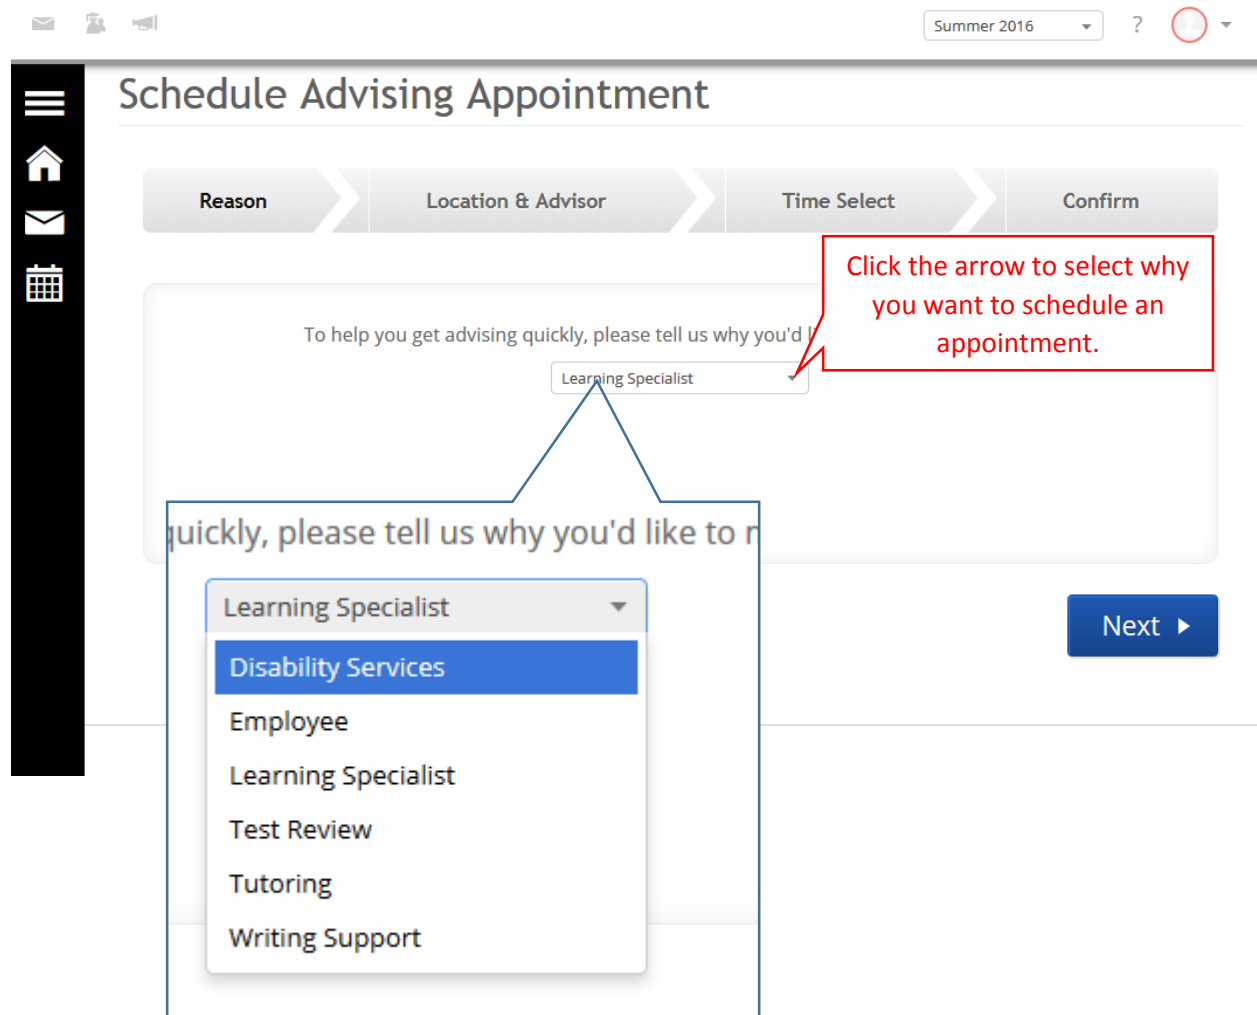 Summer 2016
?
Schedule Advising Appointment
Reason
Location & Advisor
Time Select
Confirm
Click the arrow to select why
you want to schedule an
appointment.
To help you get advising quickly, please tell us why you'd
Learning Specialist
quickly, please tell us why you'd like to
Learning Specialist
Disability Services
Employee
Learning Specialist
Test Review
Tutoring
Writing Support
Next